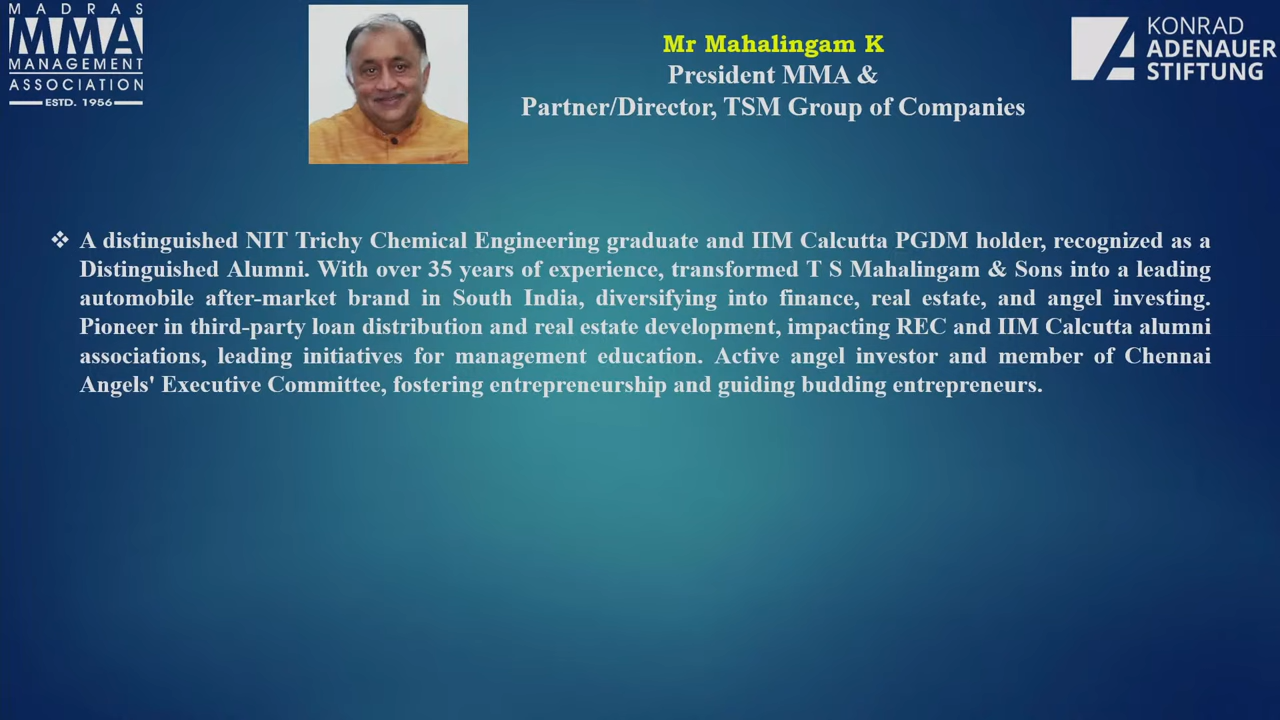 MADRAS
MMA
MANAGEMENT
ASSOCIATION
ESTD. 1956
Mr Mahalingam K
President MMA &
Partner/Director, TSM Group of Companies
KONRAD
ADENAUER
STIFTUNG
❖ A distinguished NIT Trichy Chemical Engineering graduate and IIM Calcutta PGDM holder, recognized as a
Distinguished Alumni. With over 35 years of experience, transformed T S Mahalingam & Sons into a leading
automobile after-market brand in South India, diversifying into finance, real estate, and angel investing.
Pioneer in third-party loan distribution and real estate development, impacting REC and IIM Calcutta alumni
associations, leading initiatives for management education. Active angel investor and member of Chennai
Angels' Executive Committee, fostering entrepreneurship and guiding budding entrepreneurs.